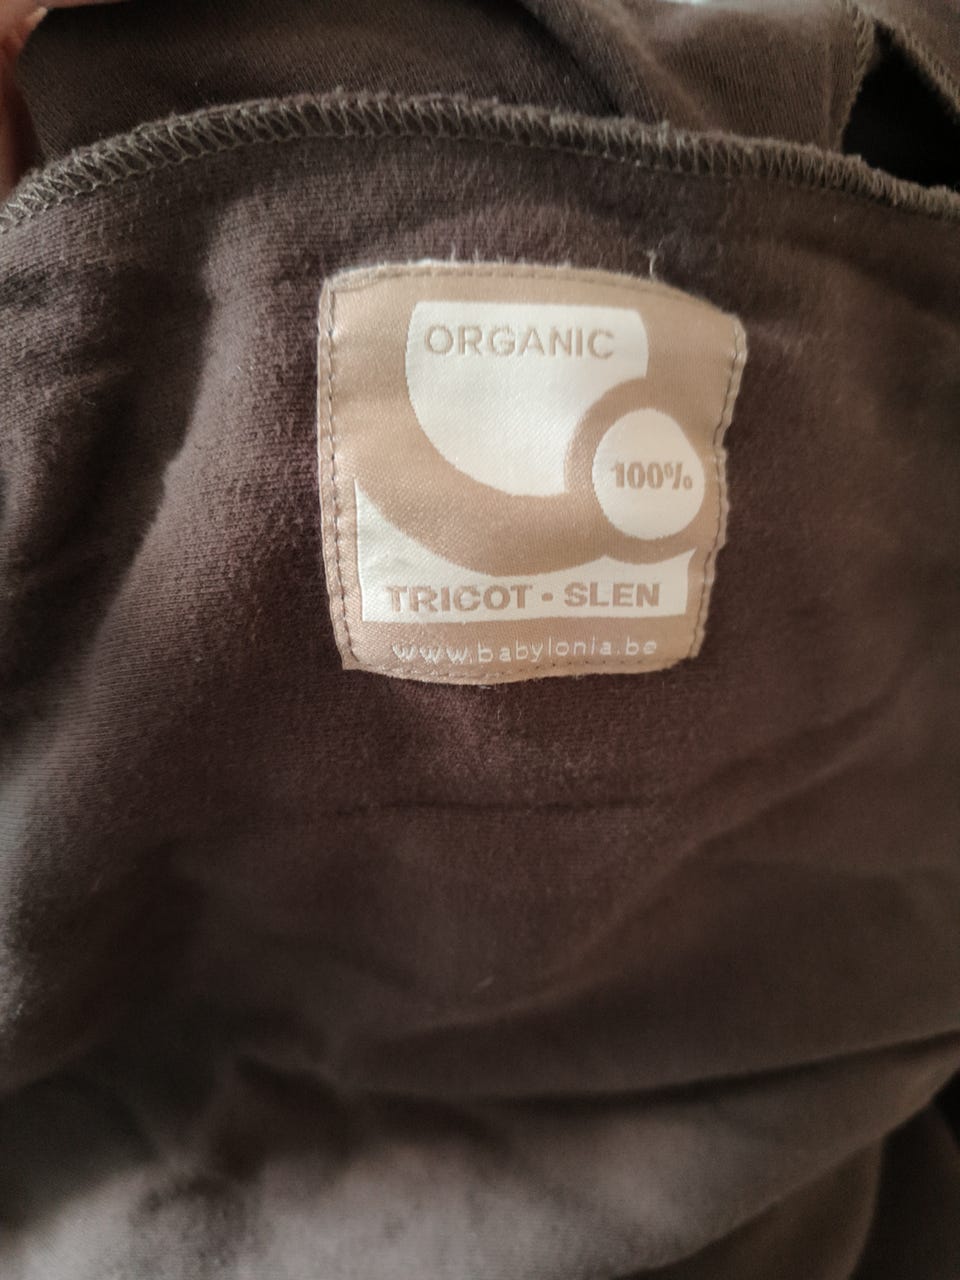 ORGANIC
100%
TRICOT • SLEN
www.babylonia.be